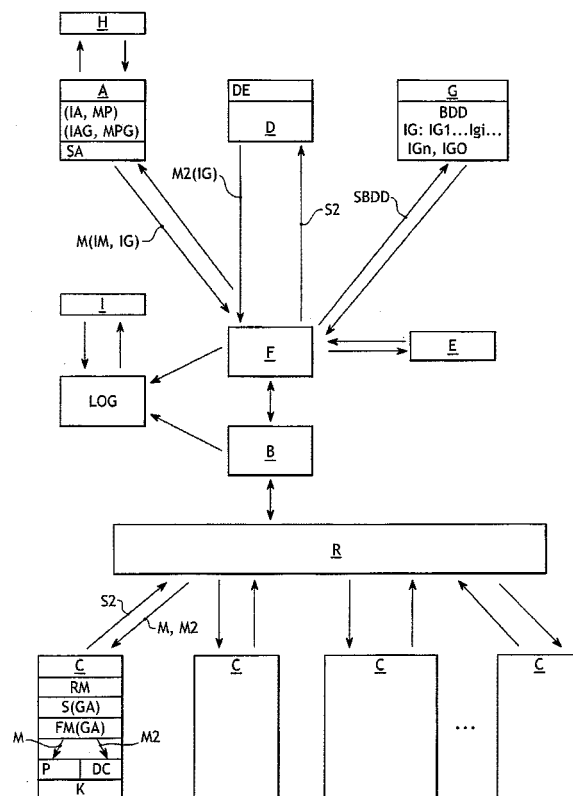 H
A
(IA, MP)
(IAG, MPG)
SA
DE
D
G
BDD
IG: IG1...Igi...
IGn, IGO
M2(IG)
S2
SBDD
M(IM, IG)
I
F
E
LOG
B
R
S2
M, M2
C
RM
S(GA)
FM(GA)
M
M2
P
DC
K
C
C
...
C